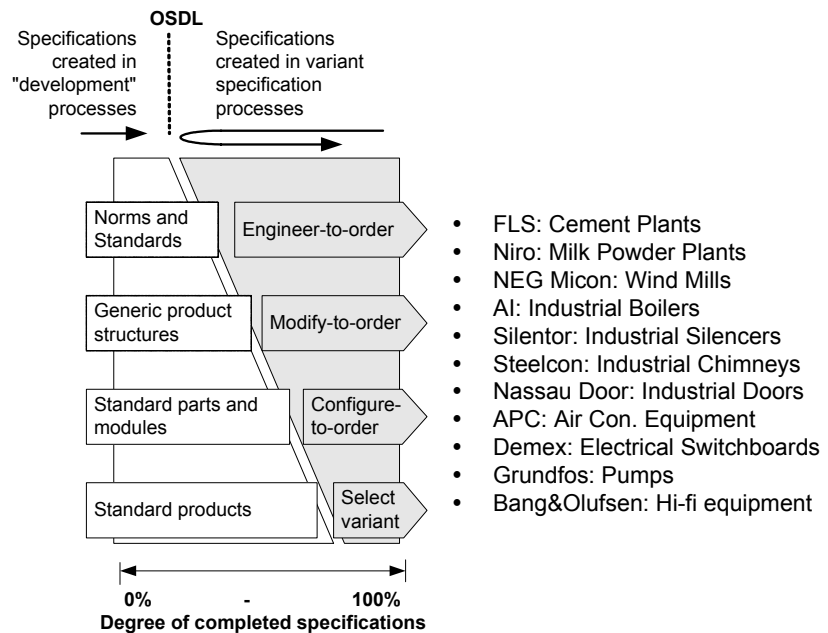 OSDL
Specifications
created in
"development"
processes
Specifications
created in variant
specification
processes
Norms and
Standards
Engineer-to-order
Generic product
structures
Modify-to-order
Standard parts and
modules
Configure-
to-order
Standard products
Select
variant
0% - 100%
Degree of completed specifications
• FLS: Cement Plants
• Niro: Milk Powder Plants
• NEG Micon: Wind Mills
• AI: Industrial Boilers
• Silentor: Industrial Silencers
• Steelcon: Industrial Chimneys
• Nassau Door: Industrial Doors
• APC: Air Con. Equipment
• Demex: Electrical Switchboards
• Grundfos: Pumps
• Bang&Olufsen: Hi-fi equipment